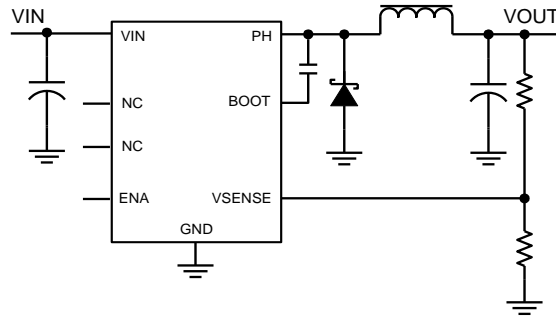 VIN
VOUT
VIN
PH
NC
BOOT
NC
ENA
VSENSE
GND